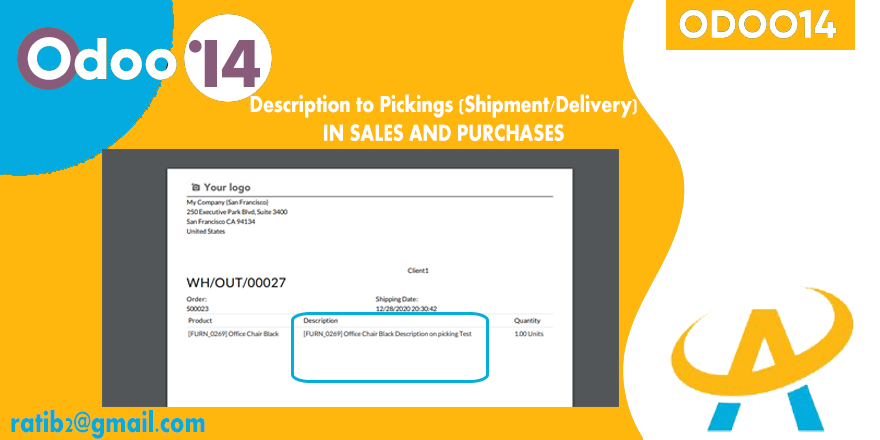 Odoo 14
ODOO14
Description to Pickings (Shipment/Delivery)
IN SALES AND PURCHASES
Your logo
My Company (San Francisco)
250 Executive Park Blvd, Suite 3400
San Francisco CA 94134
United States
Client1
WH/OUT/00027
Order: Shipping Date:
S00023 12/28/2020 20:30:42
Product Description Quantity
[FURN_0269] Office Chair Black [FURN_0269] Office Chair Black Description on picking Test 1.00 Units
ratib2@gmail.com